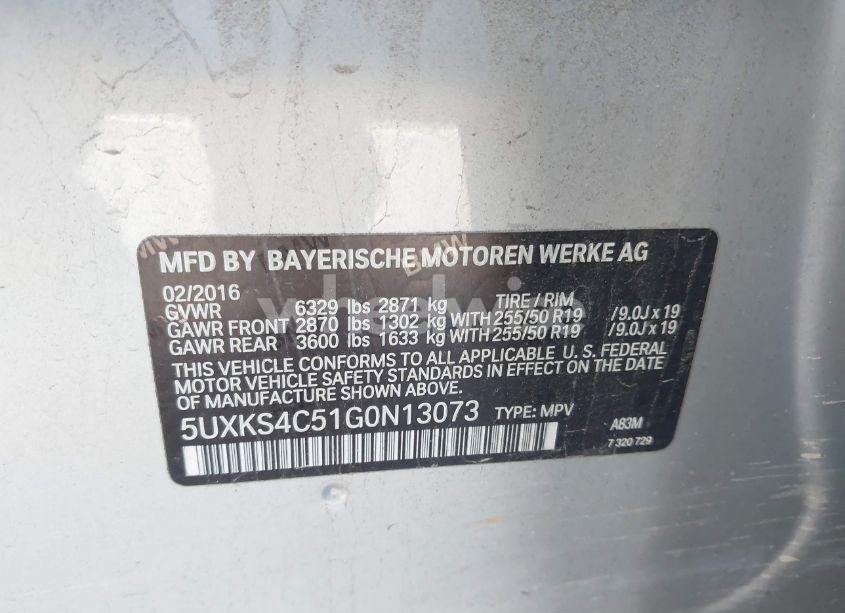 MFD BY BAYERISCHE MOTOREN WERKE AG
02/2016 TIRE / RIM
GVWR 6329 lbs 2871 kg
GAWR FRONT 2870 lbs 1302 kg WITH 255/50 R19 /9.0J x 19
GAWR REAR 3600 lbs 1633 kg WITH 255/50 R19 /9.0J x 19
THIS VEHICLE CONFORMS TO ALL APPLICABLE U. S. FEDERAL
MOTOR VEHICLE SAFETY STANDARDS IN EFFECT ON THE DATE
OF MANUFACTURE SHOWN ABOVE.
5UXKS4C51G0N13073 TYPE: MPV A83M
7 320 729